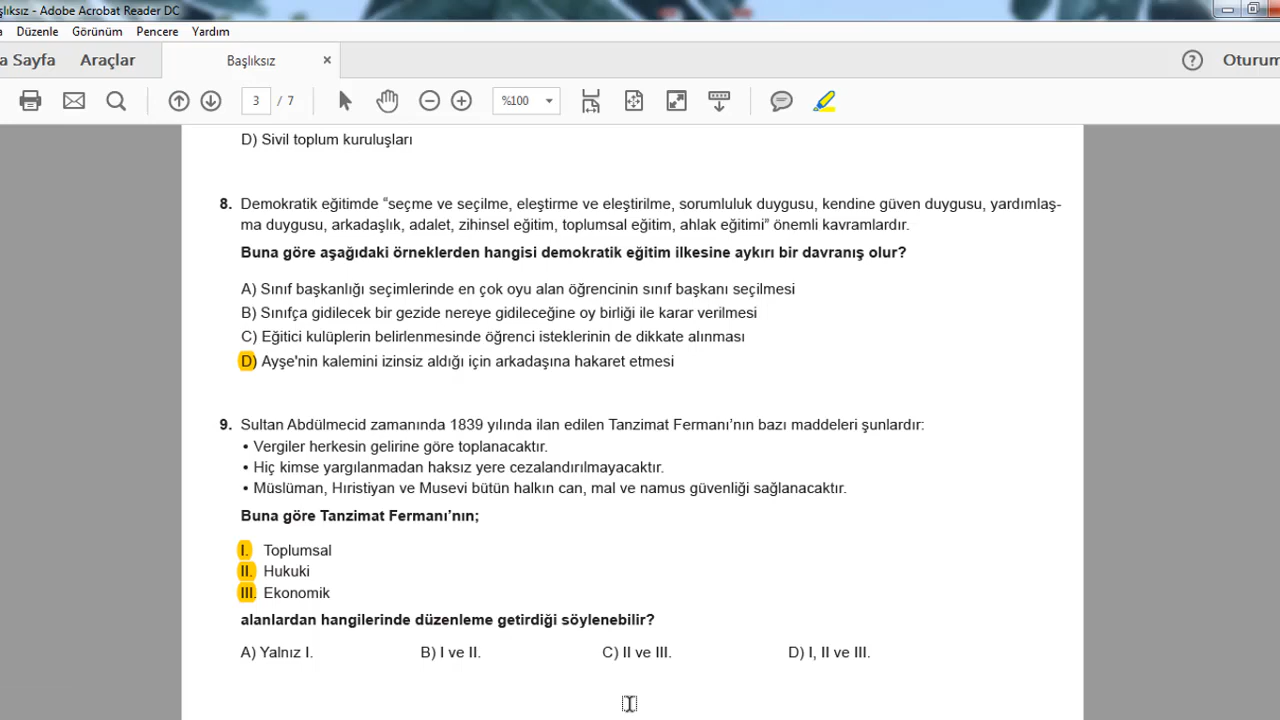 şlıksız - Adobe Acrobat Reader DC
a Düzenle Görünüm Pencere Yardım
a Sayfa Araçlar Başlıksız × ? Oturum
3 / 7 %100
D) Sivil toplum kuruluşları
8. Demokratik eğitimde “seçme ve seçilme, eleştirme ve eleştirilme, sorumluluk duygusu, kendine güven duygusu, yardımlaş-
ma duygusu, arkadaşlık, adalet, zihinsel eğitim, toplumsal eğitim, ahlak eğitimi” önemli kavramlardır.
Buna göre aşağıdaki örneklerden hangisi demokratik eğitim ilkesine aykırı bir davranış olur?
A) Sınıf başkanlığı seçimlerinde en çok oyu alan öğrencinin sınıf başkanı seçilmesi
B) Sınıfça gidilecek bir gezide nereye gidileceğine oy birliği ile karar verilmesi
C) Eğitici kulüplerin belirlenmesinde öğrenci isteklerinin de dikkate alınması
D) Ayşe'nin kalemini izinsiz aldığı için arkadaşına hakaret etmesi
9. Sultan Abdülmecid zamanında 1839 yılında ilan edilen Tanzimat Fermanı’nın bazı maddeleri şunlardır:
• Vergiler herkesin gelirine göre toplanacaktır.
• Hiç kimse yargılanmadan haksız yere cezalandırılmayacaktır.
• Müslüman, Hıristiyan ve Musevi bütün halkın can, mal ve namus güvenliği sağlanacaktır.
Buna göre Tanzimat Fermanı’nın;
I. Toplumsal
II. Hukuki
III. Ekonomik
alanlardan hangilerinde düzenleme getirdiği söylenebilir?
A) Yalnız I. B) I ve II. C) II ve III. D) I, II ve III.